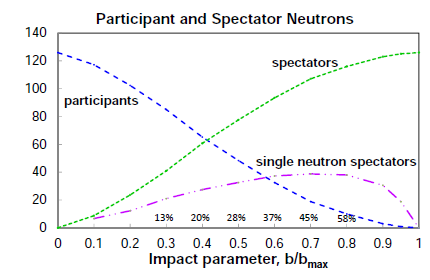 Participant and Spectator Neutrons
140
120
100
80
60
40
20
0
spectators
participants
single neutron spectators
13% 20% 28% 37% 45% 58%
0 0.1 0.2 0.3 0.4 0.5 0.6 0.7 0.8 0.9 1
Impact parameter, b/bmax